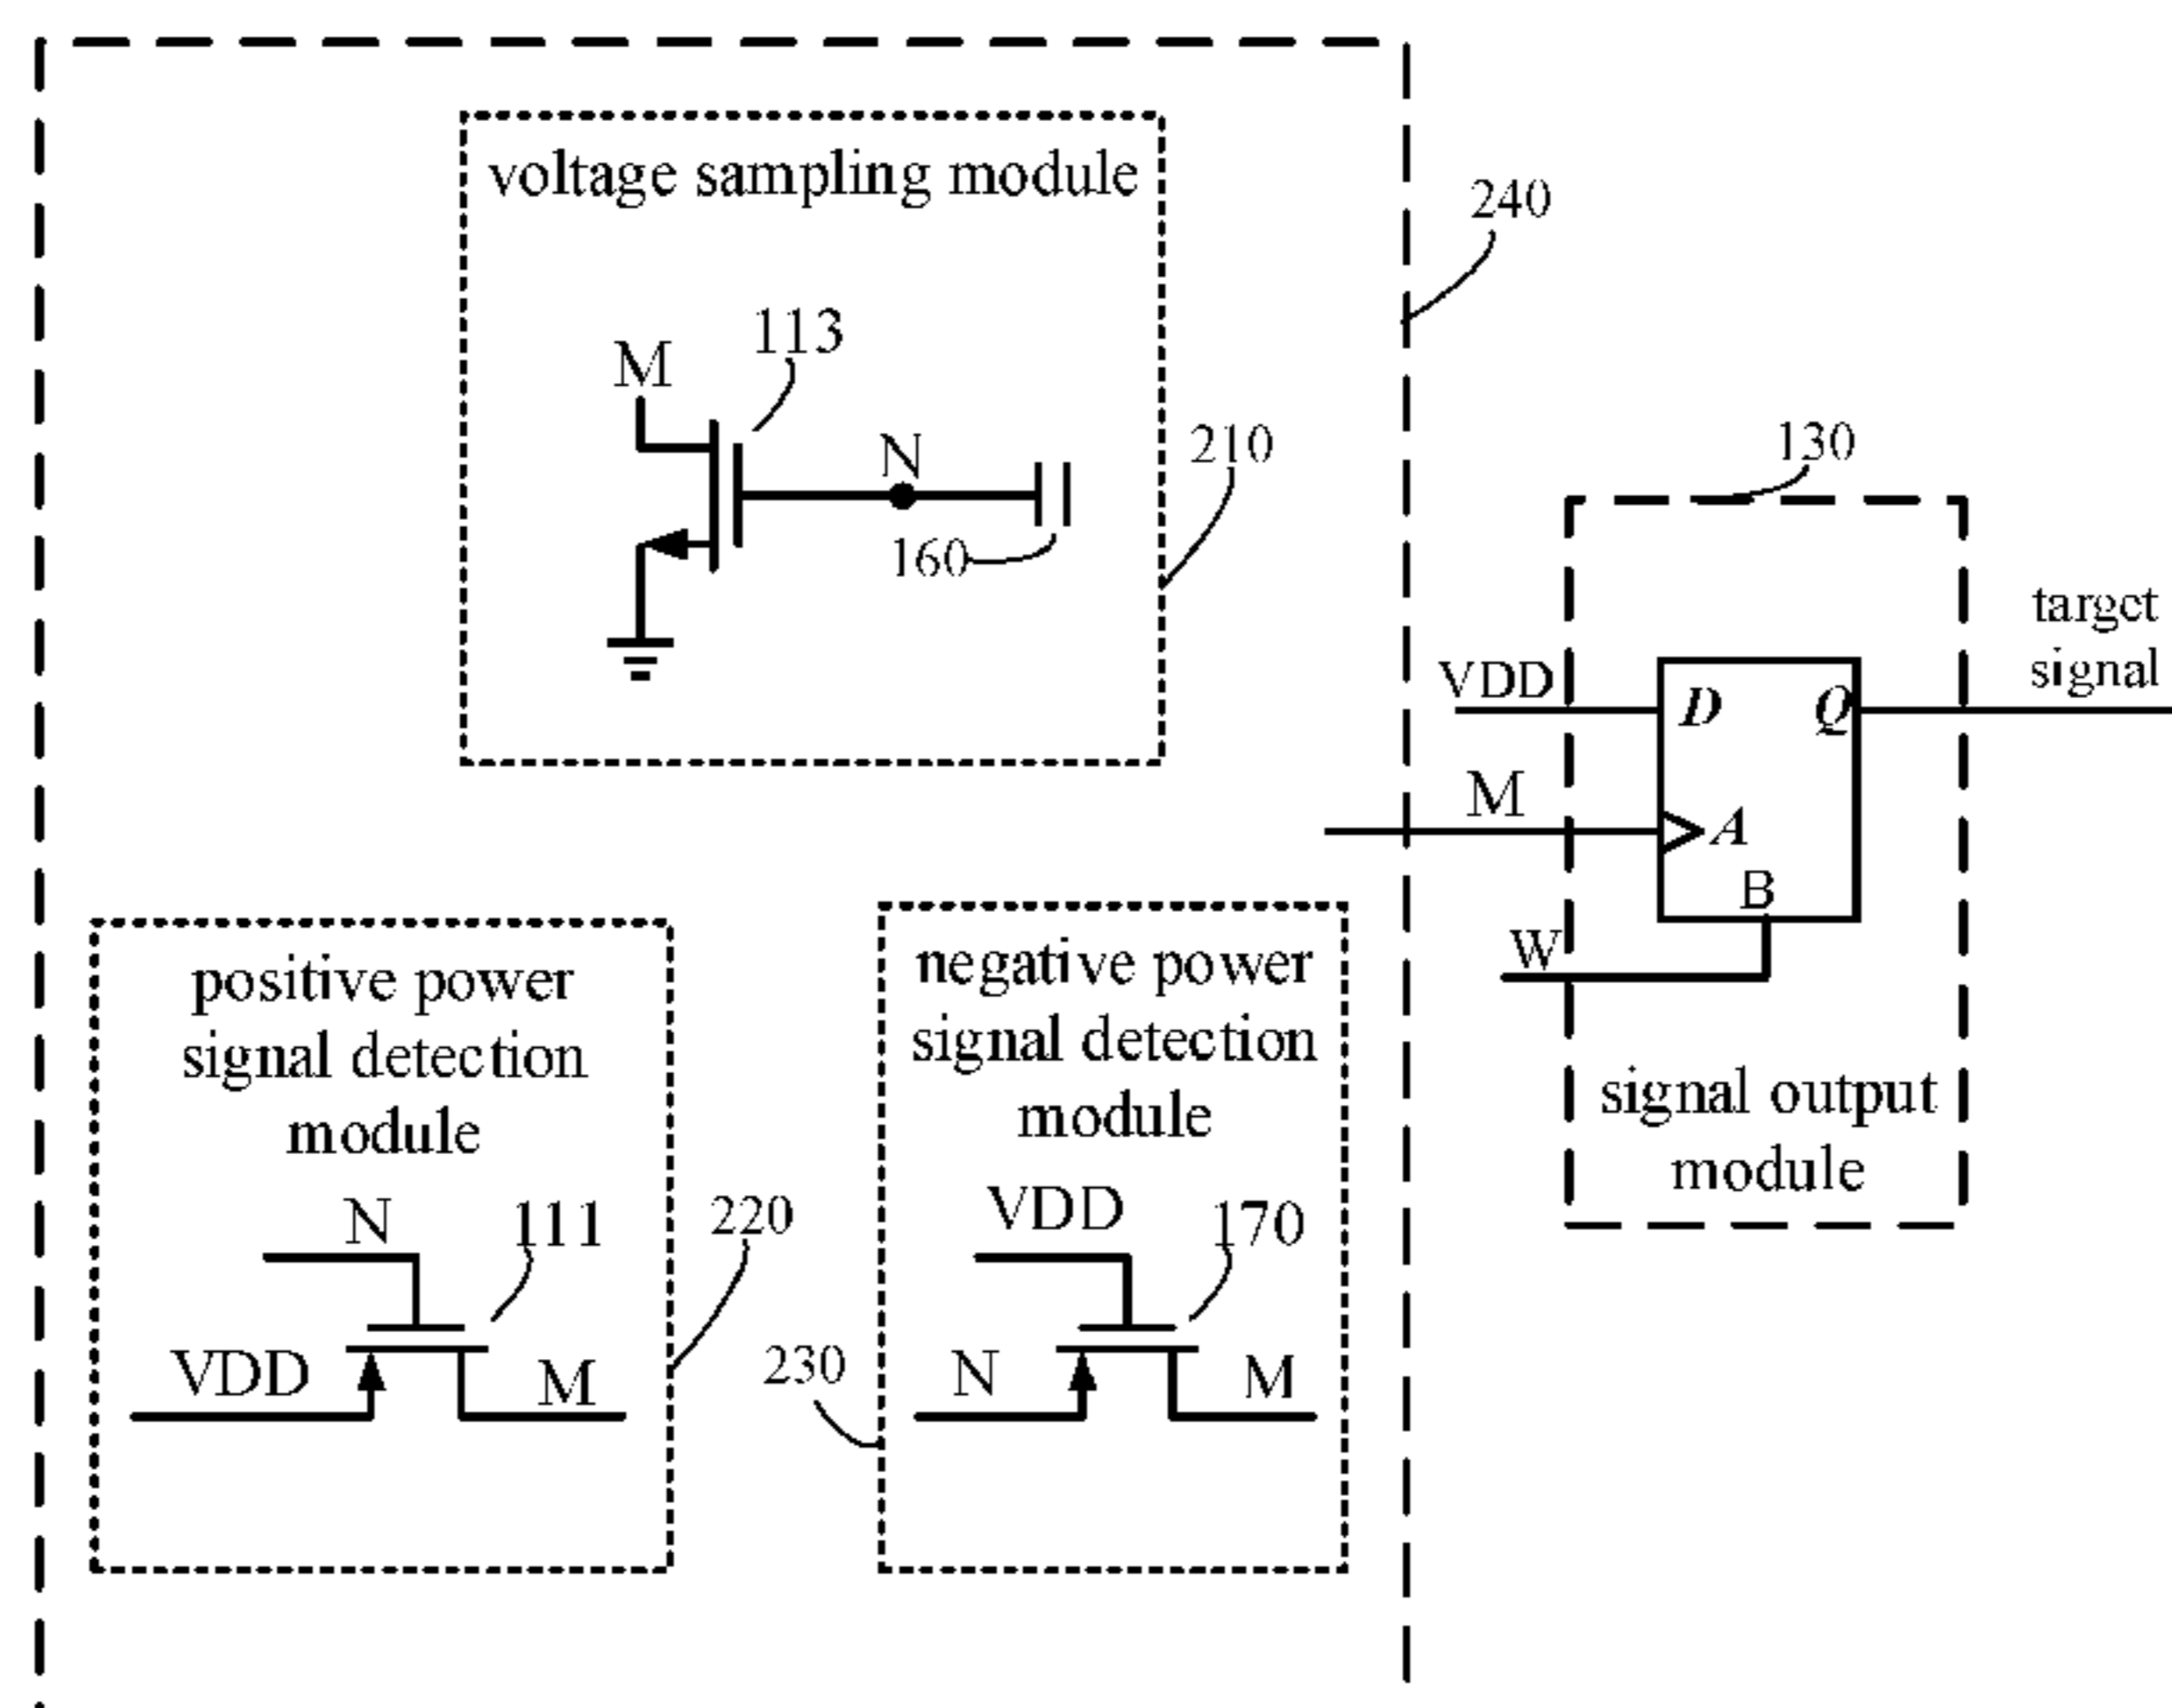 voltage sampling module
240
113
M
N
210
160
130
target
signal
VDD
D
Q
M
A
B
W
positive power
signal detection
module
negative power
signal detection
module
signal output
module
N
111
220
VDD
170
230
VDD
M
N
M